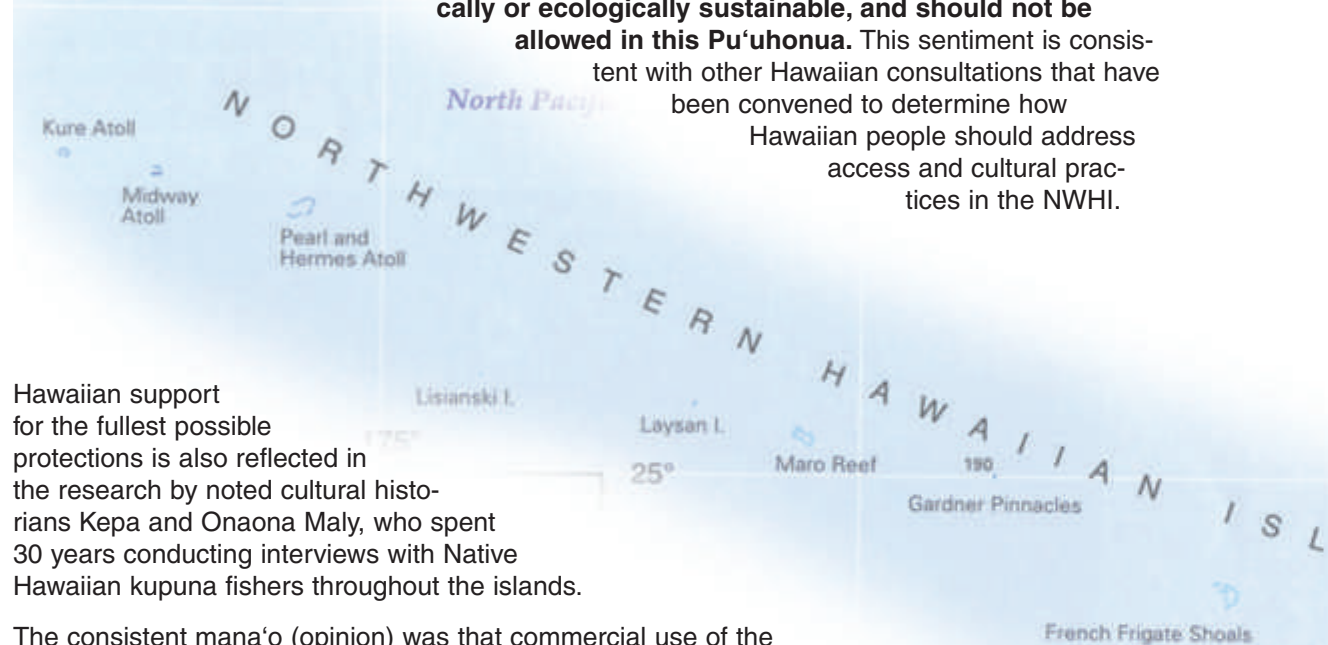 cally or ecologically sustainable, and should not be
allowed in this Pu‘uhonua. This sentiment is consis-
tent with other Hawaiian consultations that have
been convened to determine how
Hawaiian people should address
access and cultural prac-
tices in the NWHI.
North
Kure Atoll
Midway
Atoll
Pearl and
Hermes Atoll
NORTHWESTERN HAWAIIAN ISL
Lisianski I.
Laysan I.
Maro Reef
190
Gardner Pinnacles
French Frigate Shoals
175°
25°
Hawaiian support
for the fullest possible
protections is also reflected in
the research by noted cultural histo-
rians Kepa and Onaona Maly, who spent
30 years conducting interviews with Native
Hawaiian kupuna fishers throughout the islands.
The consistent mana‘o (opinion) was that commercial use of the